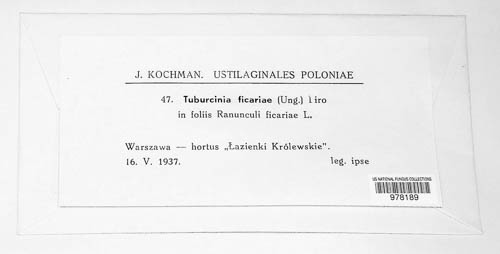 J. KOCHMAN. USTILAGINALES POLONIAE
47. Tuburcinia ficariae (Ung.) iro
in foliis Ranunculi ficariae L.
Warszawa — hortus „Łazienki Królewskie".
16. V. 1937. leg. ipse
US NATIONAL FUNGUS COLLECTIONS
978189